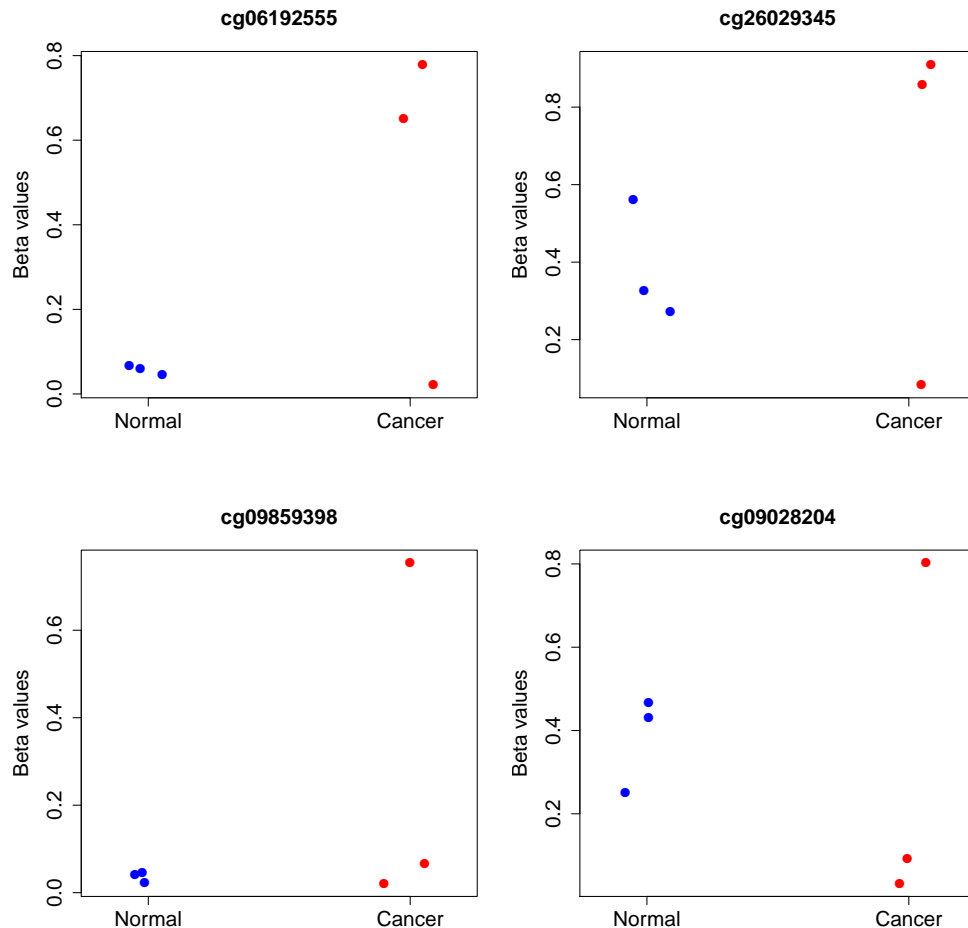 cg06192555
Beta values
0.0 0.2 0.4 0.6 0.8
Normal Cancer
cg26029345
Beta values
0.2 0.4 0.6 0.8
Normal Cancer
cg09859398
Beta values
0.0 0.2 0.4 0.6
Normal Cancer
cg09028204
Beta values
0.2 0.4 0.6 0.8
Normal Cancer